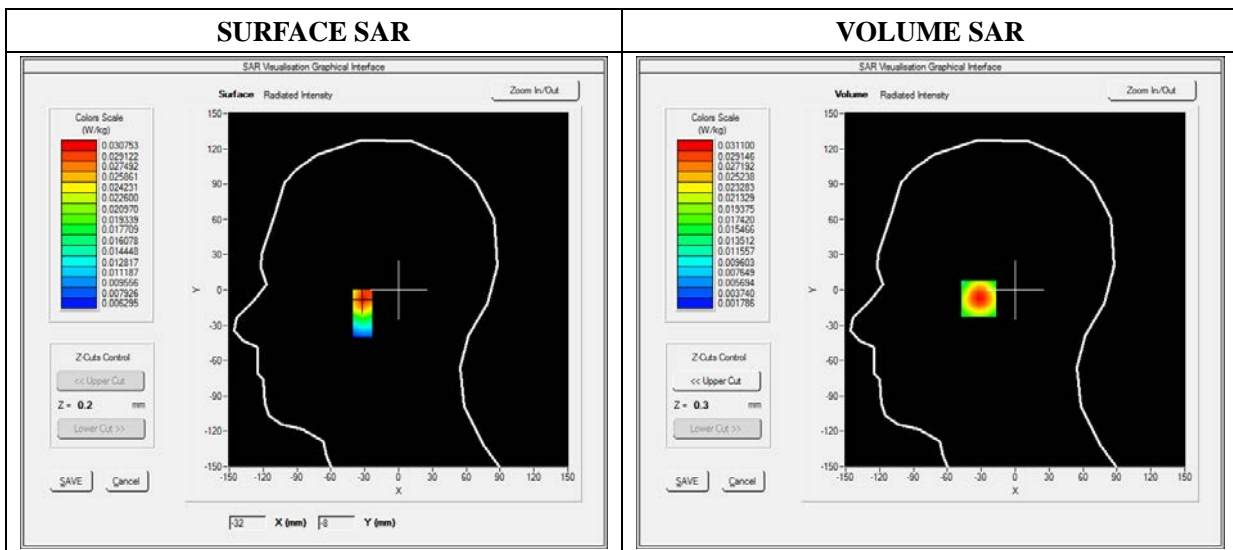 SURFACE SAR
VOLUME SAR
SAR Visualisation Graphical Interface
Surface Radiated Intensity
Zoom In/Out
Colors Scale
(W/kg)
0.030753
0.029122
0.027492
0.025861
0.024231
0.022600
0.020970
0.019339
0.017709
0.016078
0.014448
0.012817
0.011187
0.009556
0.007926
0.006295
Z-Cuts Control
<< Upper Cut
Z = 0.2 mm
Lower Cut >>
SAVE Cancel
150
120
90
60
30
Y 0
-30
-60
-90
-120
-150
-150 -120 -90 -60 -30 0 30 60 90 120 150
X
-32 X (mm) -8 Y (mm)
SAR Visualisation Graphical Interface
Volume Radiated Intensity
Zoom In/Out
Colors Scale
(W/kg)
0.031100
0.029146
0.027192
0.025238
0.023283
0.021329
0.019375
0.017420
0.015466
0.013512
0.011557
0.009603
0.007649
0.005694
0.003740
0.001786
Z-Cuts Control
<< Upper Cut
Z = 0.3 mm
Lower Cut >>
SAVE Cancel
150
120
90
60
30
Y 0
-30
-60
-90
-120
-150
-150 -120 -90 -60 -30 0 30 60 90 120 150
X